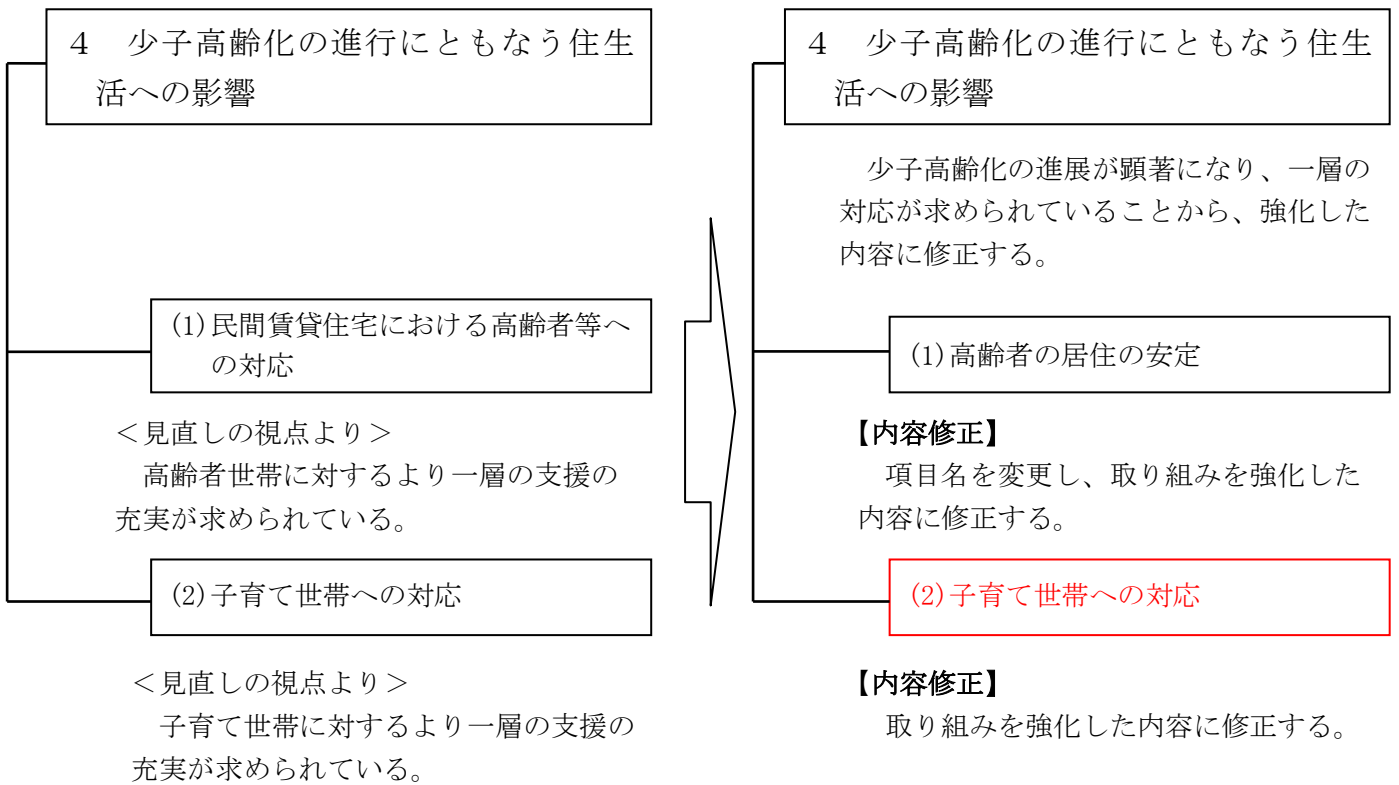 ４　少子高齢化の進行にともなう住生
活への影響
(1)民間賃貸住宅における高齢者等へ
の対応
＜見直しの視点より＞
高齢者世帯に対するより一層の支援の
充実が求められている。
(2)子育て世帯への対応
＜見直しの視点より＞
子育て世帯に対するより一層の支援の
充実が求められている。
４　少子高齢化の進行にともなう住生
活への影響
少子高齢化の進展が顕著になり、一層の
対応が求められていることから、強化した
内容に修正する。
(1)高齢者の居住の安定
【内容修正】
項目名を変更し、取り組みを強化した
内容に修正する。
(2)子育て世帯への対応
【内容修正】
取り組みを強化した内容に修正する。